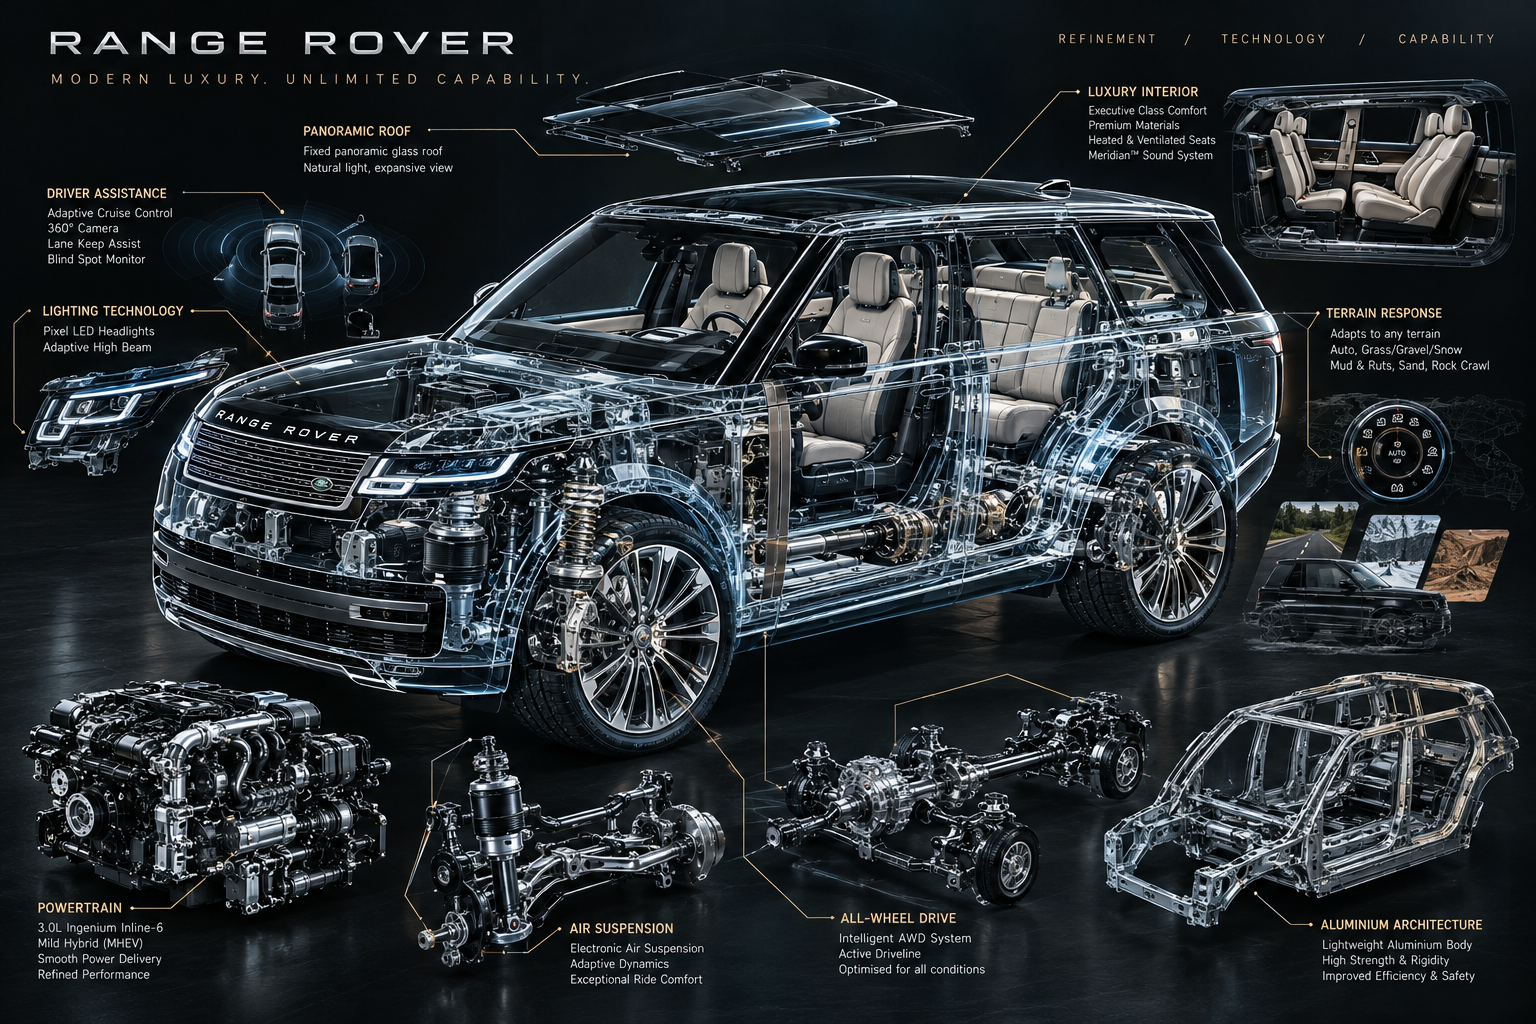 RANGE ROVER
MODERN LUXURY. UNLIMITED CAPABILITY.
REFINEMENT / TECHNOLOGY / CAPABILITY
PANORAMIC ROOF
Fixed panoramic glass roof
Natural light, expansive view
LUXURY INTERIOR
Executive Class Comfort
Premium Materials
Heated & Ventilated Seats
Meridian™ Sound System
DRIVER ASSISTANCE
Adaptive Cruise Control
360° Camera
Lane Keep Assist
Blind Spot Monitor
LIGHTING TECHNOLOGY
Pixel LED Headlights
Adaptive High Beam
TERRAIN RESPONSE
Adapts to any terrain
Auto, Grass/Gravel/Snow
Mud & Ruts, Sand, Rock Crawl
AUTO
RANGE ROVER
POWERTRAIN
3.0L Ingenium Inline-6
Mild Hybrid (MHEV)
Smooth Power Delivery
Refined Performance
AIR SUSPENSION
Electronic Air Suspension
Adaptive Dynamics
Exceptional Ride Comfort
ALL-WHEEL DRIVE
Intelligent AWD System
Active Driveline
Optimised for all conditions
ALUMINIUM ARCHITECTURE
Lightweight Aluminium Body
High Strength & Rigidity
Improved Efficiency & Safety